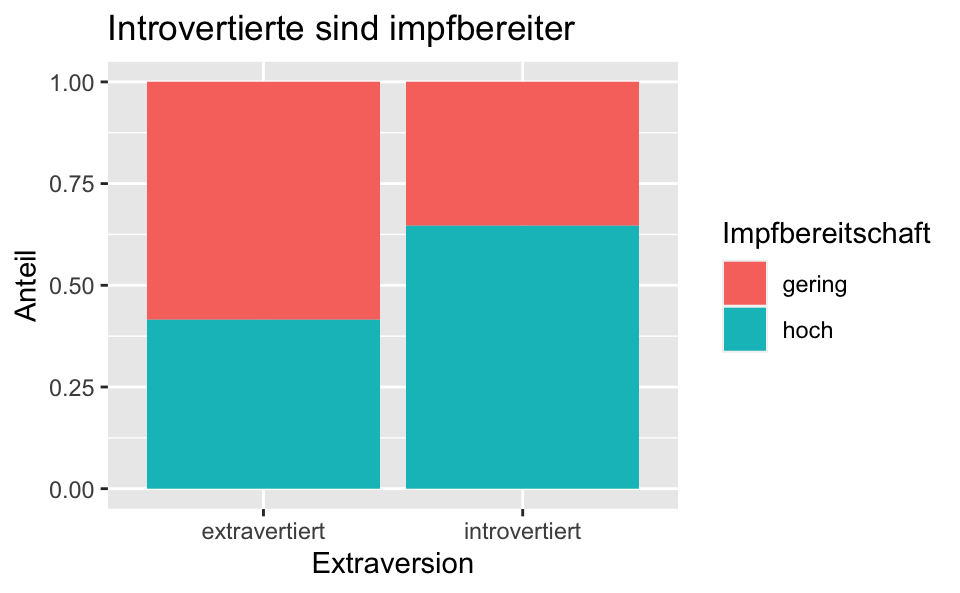 Introvertierte sind impfbereiter
Anteil
1.00
0.75
0.50
0.25
0.00
extravertiert
introvertiert
Extraversion
Impfbereitschaft
gering
hoch